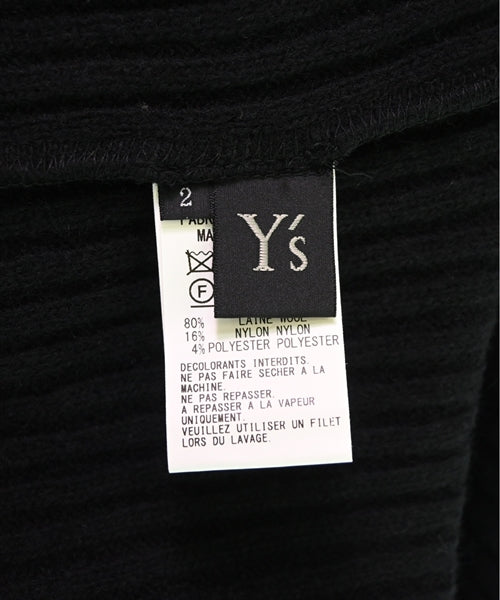 2
Y's
MA
F
80% LAINE WOOL
16% NYLON NYLON
4% POLYESTER POLYESTER
DECOLORANTS INTERDITS.
NE PAS FAIRE SECHER A LA
MACHINE.
NE PAS REPASSER.
A REPASSER A LA VAPEUR
UNIQUEMENT.
VEUILLEZ UTILISER UN FILET
LORS DU LAVAGE.